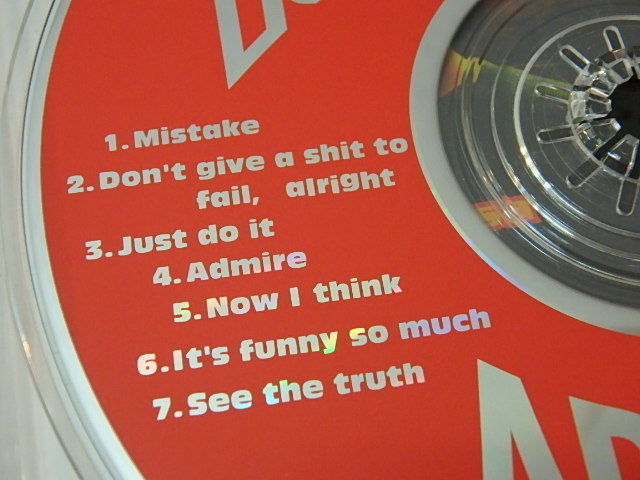 1.Mistake
2.Don't give a shit to
fail, alright
3.Just do it
4.Admire
5.Now I think
6.It's funny so much
7.See the truth